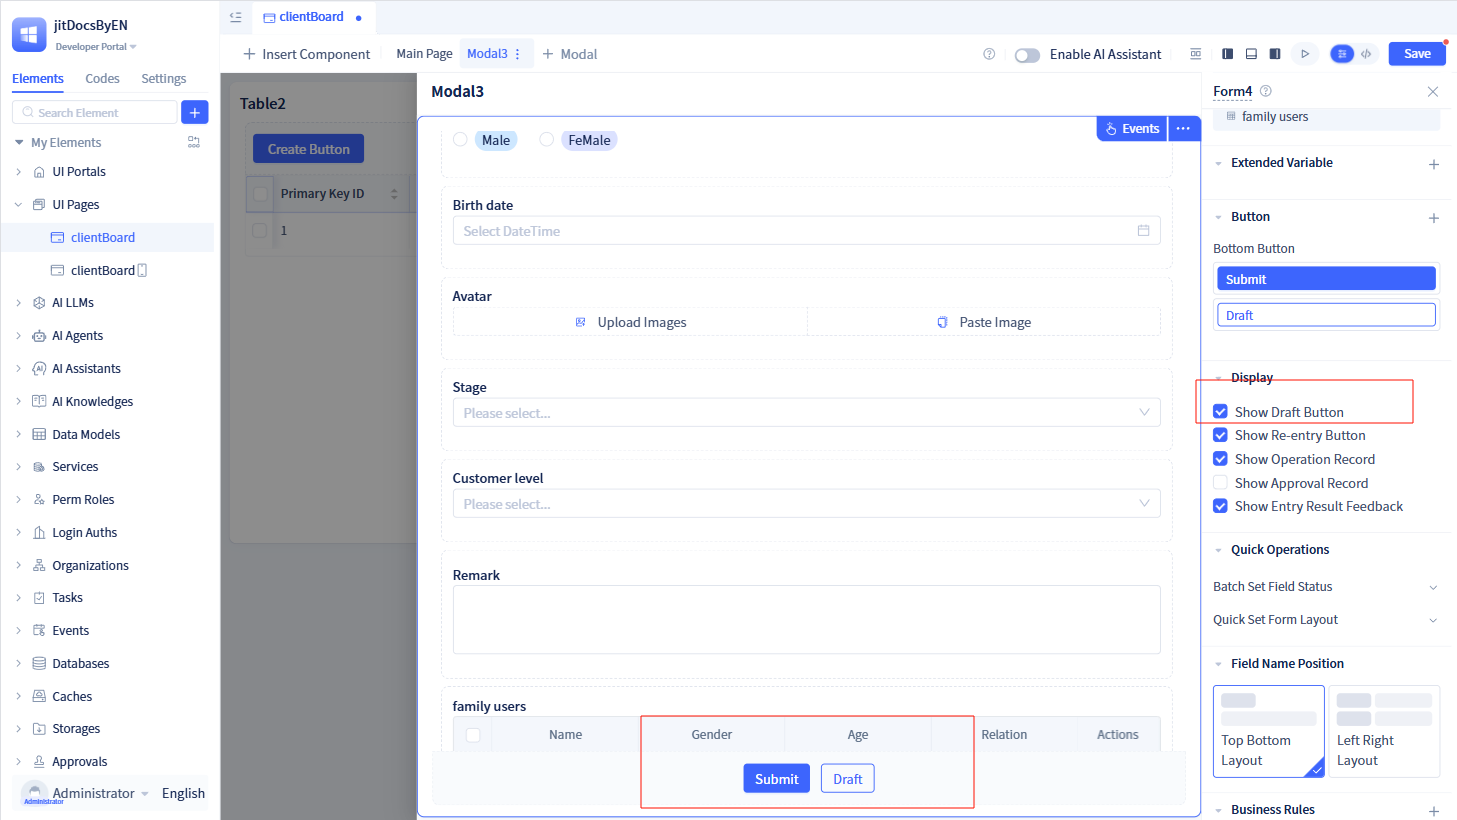 jitDocsByEN
Developer Portal
Elements Codes Settings
Search Element
My Elements
UI Portals
UI Pages
clientBoard
clientBoard
AI LLMs
AI Agents
AI Assistants
AI Knowledges
Data Models
Services
Perm Roles
Login Auths
Organizations
Tasks
Events
Databases
Caches
Storages
Approvals
Administrator
Administrator English
clientBoard
Insert Component Main Page Modal3 Modal
Enable AI Assistant
Save
Table2
Create Button
Primary Key ID
1
Modal3
Events
Male FeMale
Birth date
Select DateTime
Avatar
Upload Images Paste Image
Stage
Please select...
Customer level
Please select...
Remark
family users
Name Gender Age Relation Actions
Submit Draft
Form4
family users
Extended Variable
Button
Bottom Button
Submit
Draft
Display
Show Draft Button
Show Re-entry Button
Show Operation Record
Show Approval Record
Show Entry Result Feedback
Quick Operations
Batch Set Field Status
Quick Set Form Layout
Field Name Position
Top Bottom Layout
Left Right Layout
Business Rules